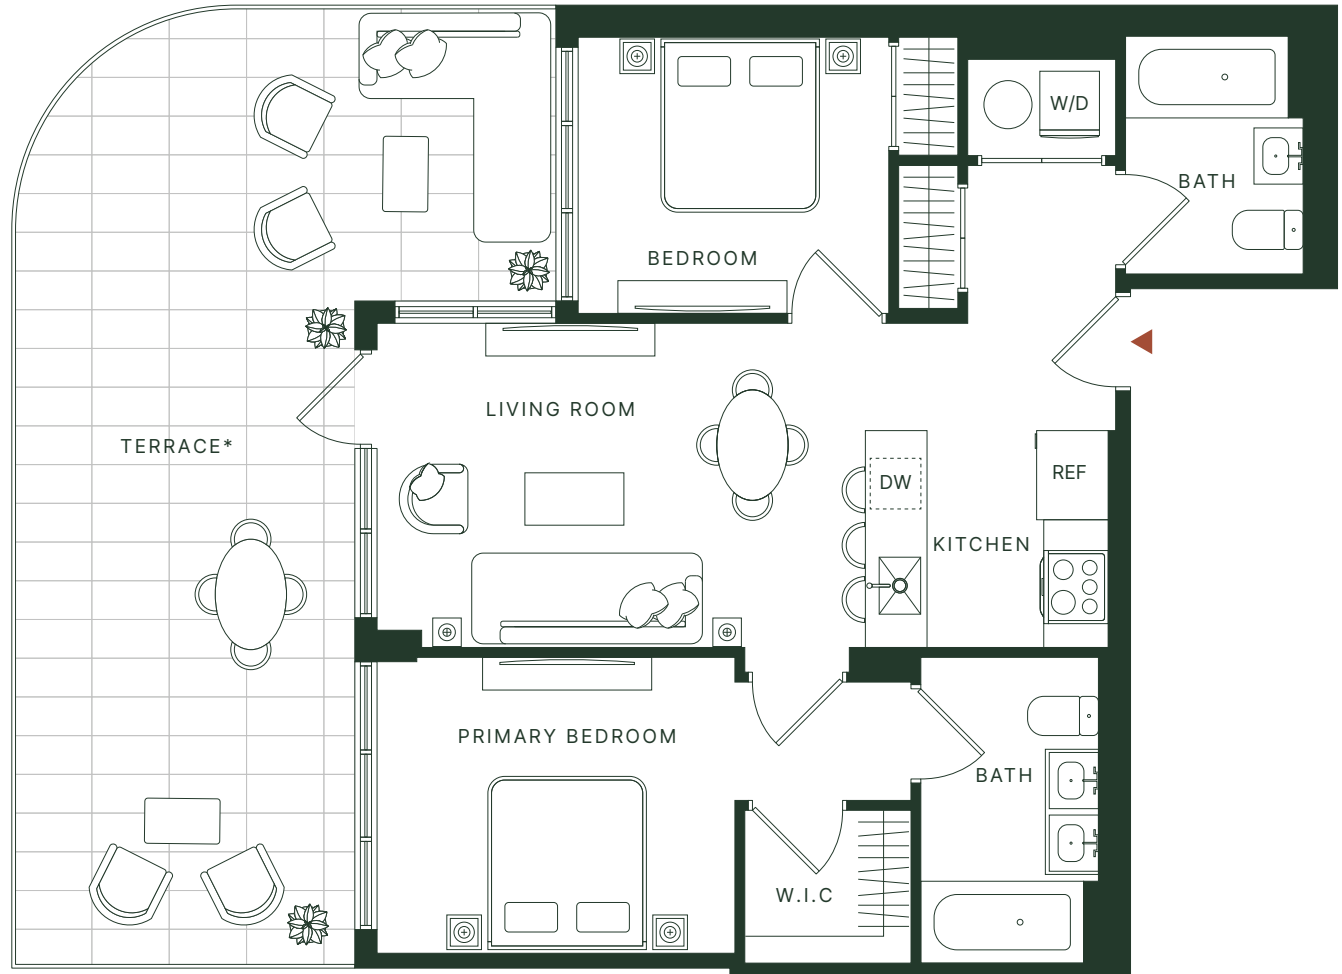 W/D
BATH
BEDROOM
LIVING ROOM
TERRACE*
DW
REF
KITCHEN
PRIMARY BEDROOM
BATH
W.I.C